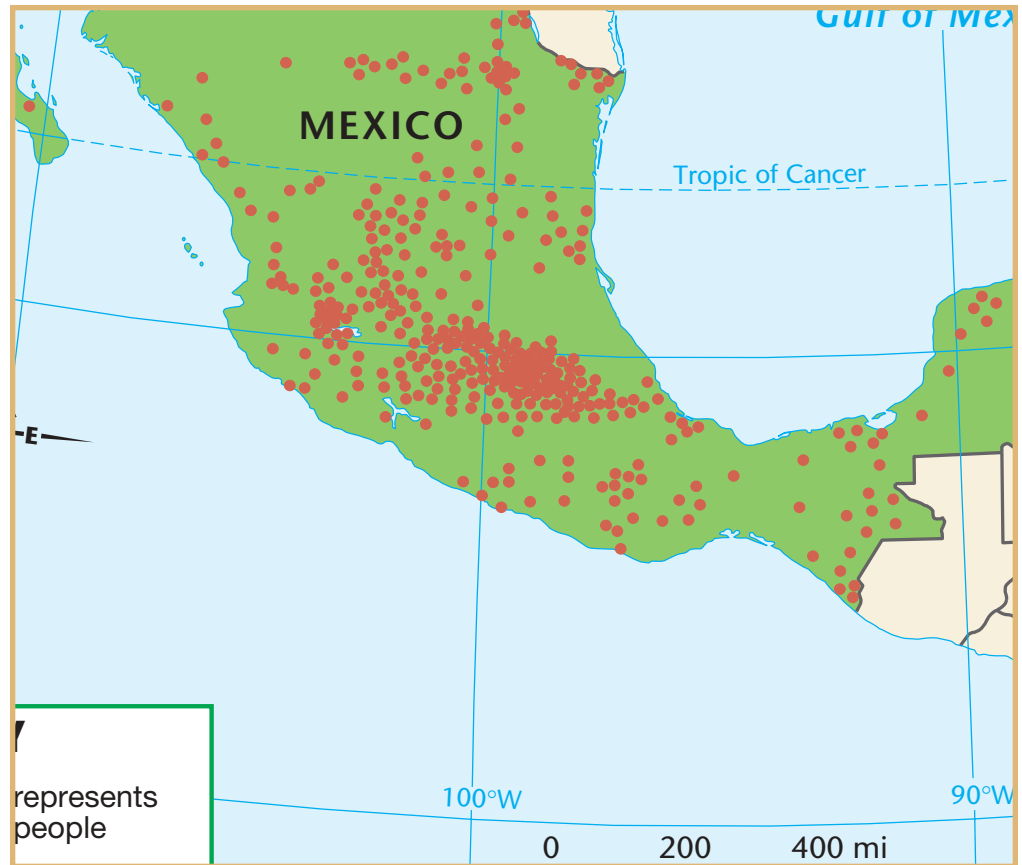 Gulf of Mex
MEXICO
Tropic of Cancer
E
Y
represents
people
100°W
90°W
0 200 400 mi